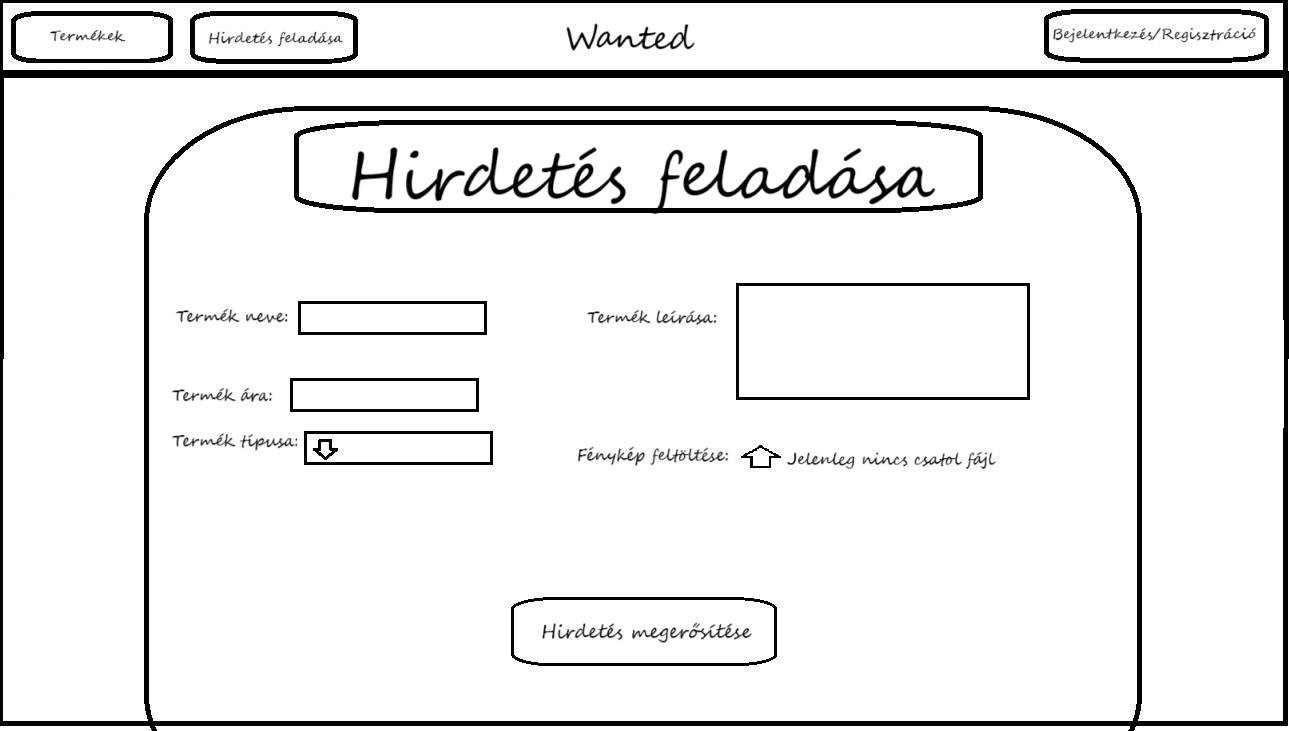 Termékek
Hirdetés feladása
Wanted
Bejelentkezés/Regisztráció
Hirdetés feladása
Termék neve:
Termék leírása:
Termék ára:
Termék típusa:
Fénykép feltöltése:
Jelenleg nincs csatol fájl
Hirdetés megerősítése